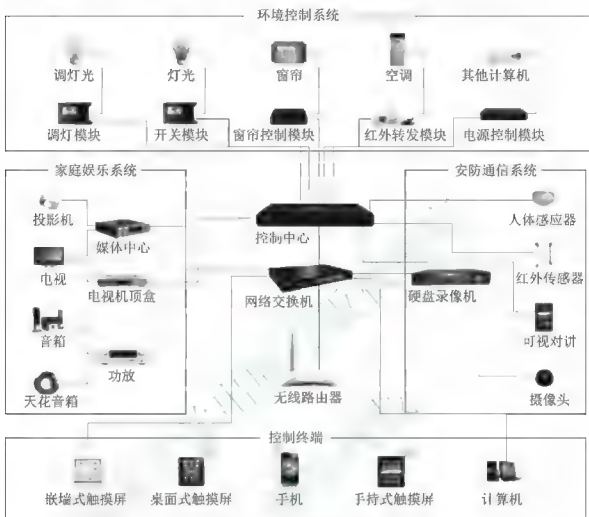 环境控制系统
调灯光 灯光 窗帘 空调 其他计算机
调灯模块 开关模块 窗帘控制模块 红外转发模块 电源控制模块
家庭娱乐系统 安防通信系统
投影机 媒体中心 控制中心 人体感应器
电视 电视机顶盒 网络交换机 硬盘录像机 红外传感器
音箱 可视对讲
功放
天花音箱 无线路由器 摄像头
控制终端
嵌墙式触摸屏 桌面式触摸屏 手机 手持式触摸屏 计算机